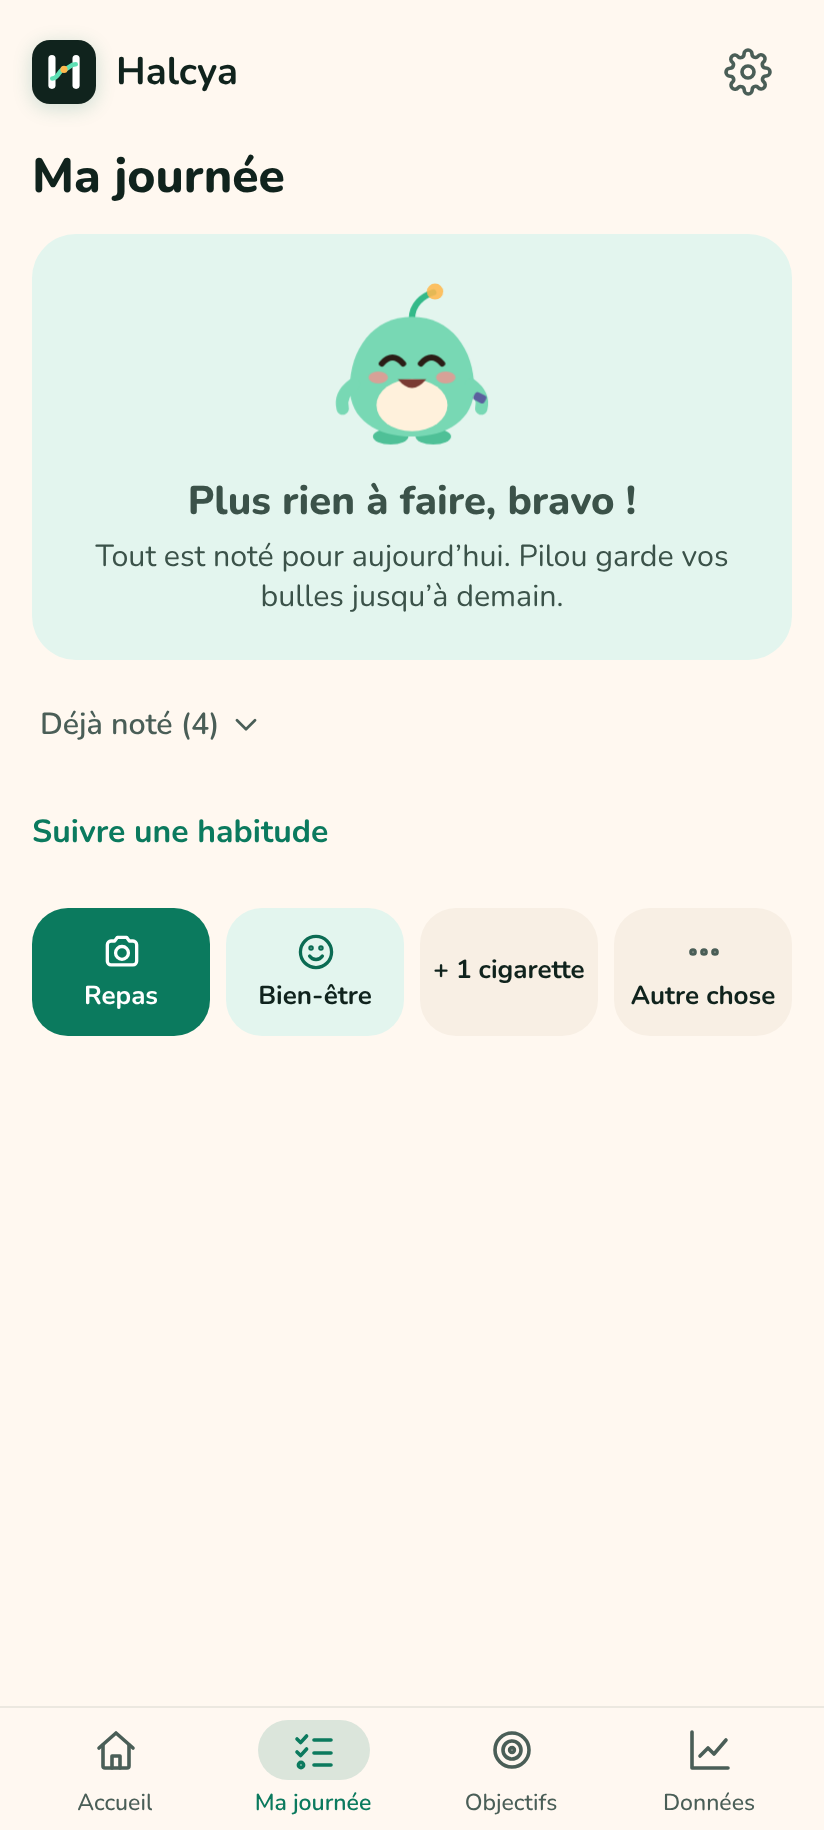 Halcya
Ma journée
Plus rien à faire, bravo !
Tout est noté pour aujourd’hui. Pilou garde vos
bulles jusqu’à demain.
Déjà noté (4)
Suivre une habitude
Repas
Bien-être
+ 1 cigarette
Autre chose
Accueil
Ma journée
Objectifs
Données